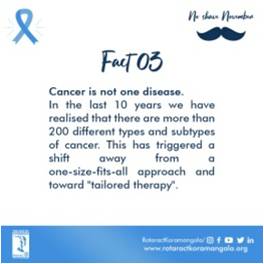 No shave November
Fact 03
Cancer is not one disease.
In the last 10 years we have
realised that there are more than
200 different types and subtypes
of cancer. This has triggered a
shift away from a
one-size-fits-all approach and
toward "tailored therapy".
RotaractKoramangala/
www.rotaractkoramangala.org